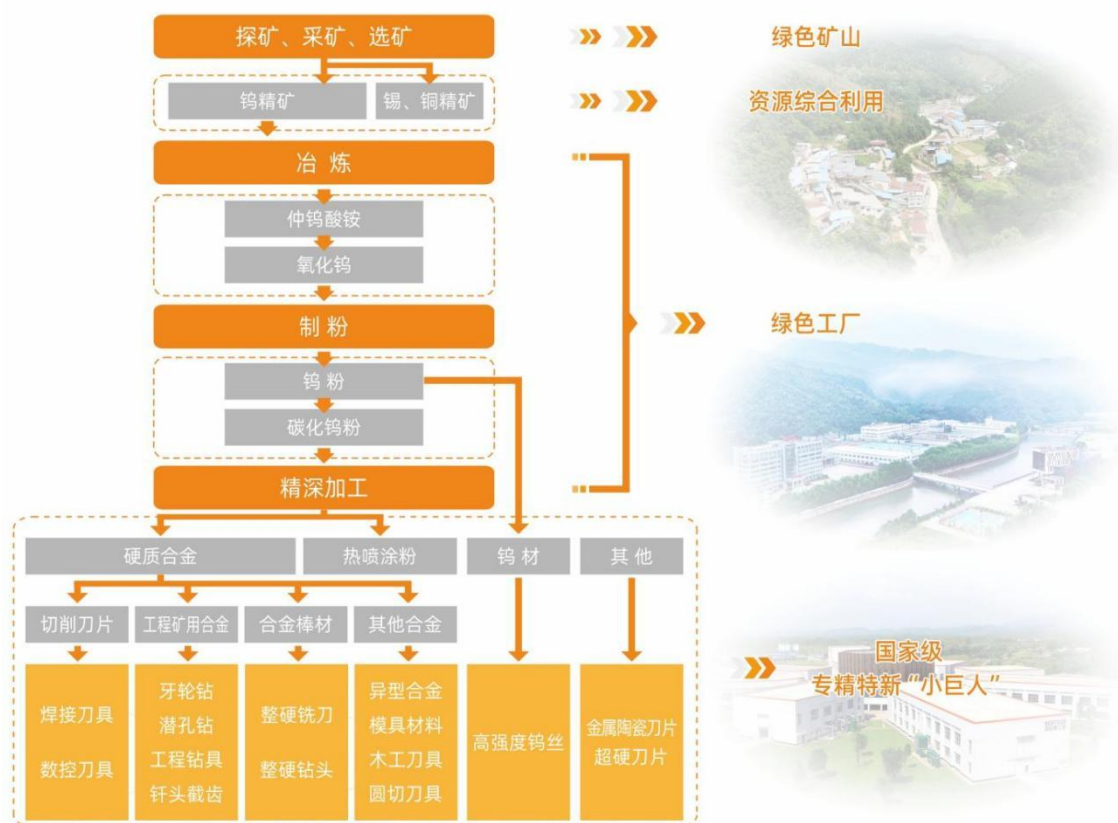 探矿、采矿、选矿
绿色矿山
钨精矿
锡、铜精矿
资源综合利用
冶炼
仲钨酸铵
氧化钨
制粉
绿色工厂
钨粉
碳化钨粉
精深加工
硬质合金
热喷涂粉
钨材
其他
切削刀片
工程矿用合金
合金棒材
其他合金
焊接刀具
数控刀具
牙轮钻
潜孔钻
工程钻具
钎头截齿
整硬铣刀
整硬钻头
异型合金
模具材料
木工刀具
圆切刀具
高强度钨丝
金属陶瓷刀片
超硬刀片
国家级
专精特新“小巨人”